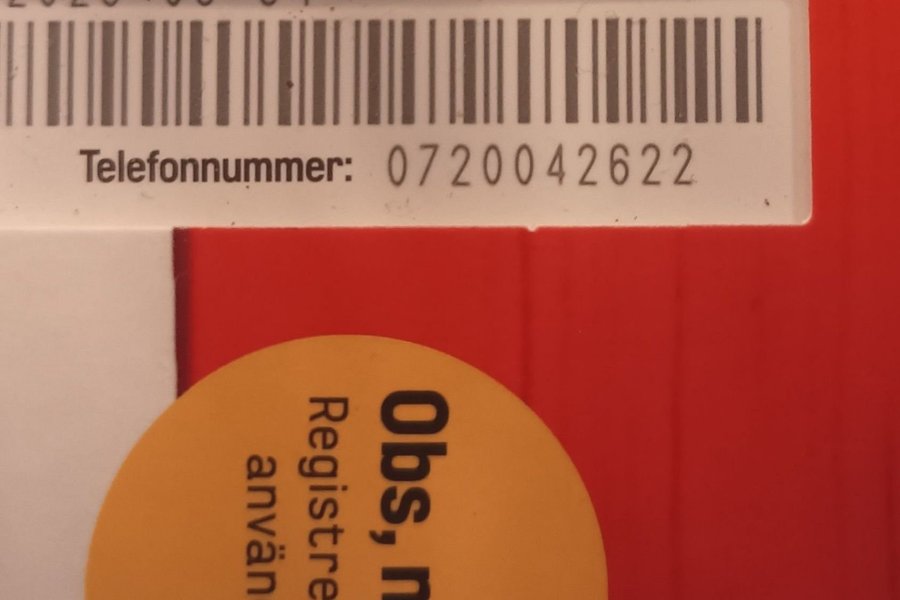 Telefonnummer: 0720042622
Obs,
Registre
använ